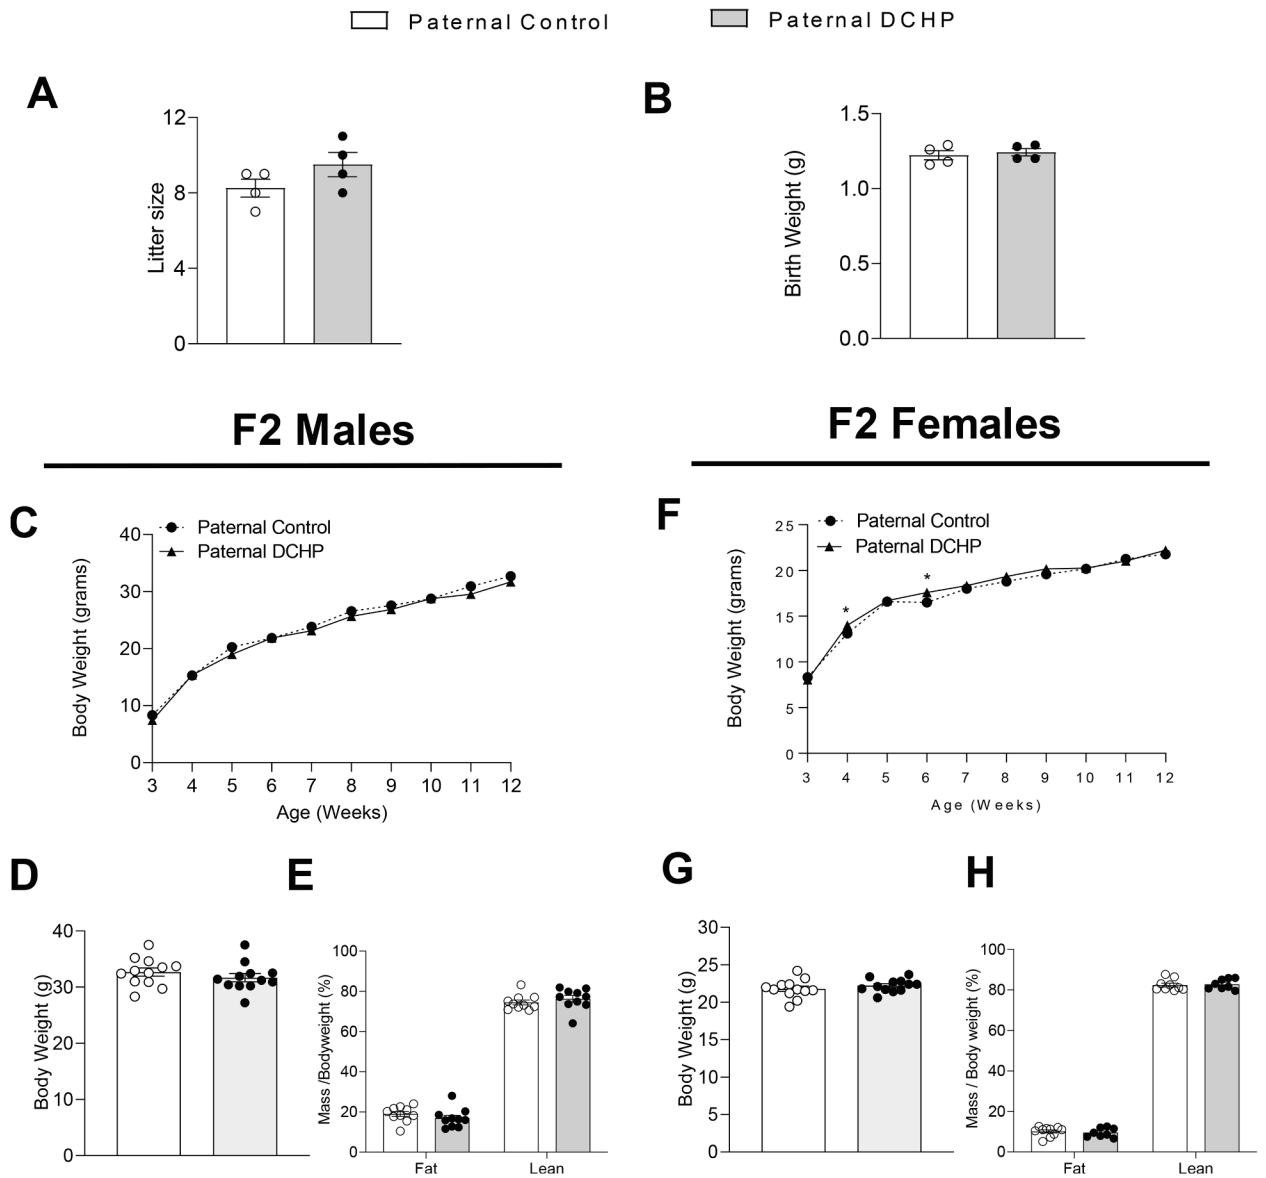 Paternal Control
Paternal DCHP
A
B
12
8
4
0
Litter size
1.5
1.0
0.5
0.0
Birth Weight (g)
F2 Males
F2 Females
C
Paternal Control
Paternal DCHP
40
30
20
10
0
Body Weight (grams)
3 4 5 6 7 8 9 10 11 12
Age (Weeks)
F
Paternal Control
Paternal DCHP
25
20
15
10
5
0
Body Weight (grams)
* *
3 4 5 6 7 8 9 10 11 12
Age (Weeks)
D
40
30
20
10
0
Body Weight (g)
E
100
80
60
40
20
0
Mass /Bodyweight (%)
Fat Lean
G
30
25
20
15
10
5
0
Body Weight (g)
H
100
80
60
40
20
0
Mass / Body weight (%)
Fat Lean